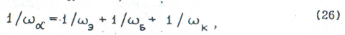 1/ω_α = 1/ω_э + 1/ω_Б + 1/ω_к , (26)